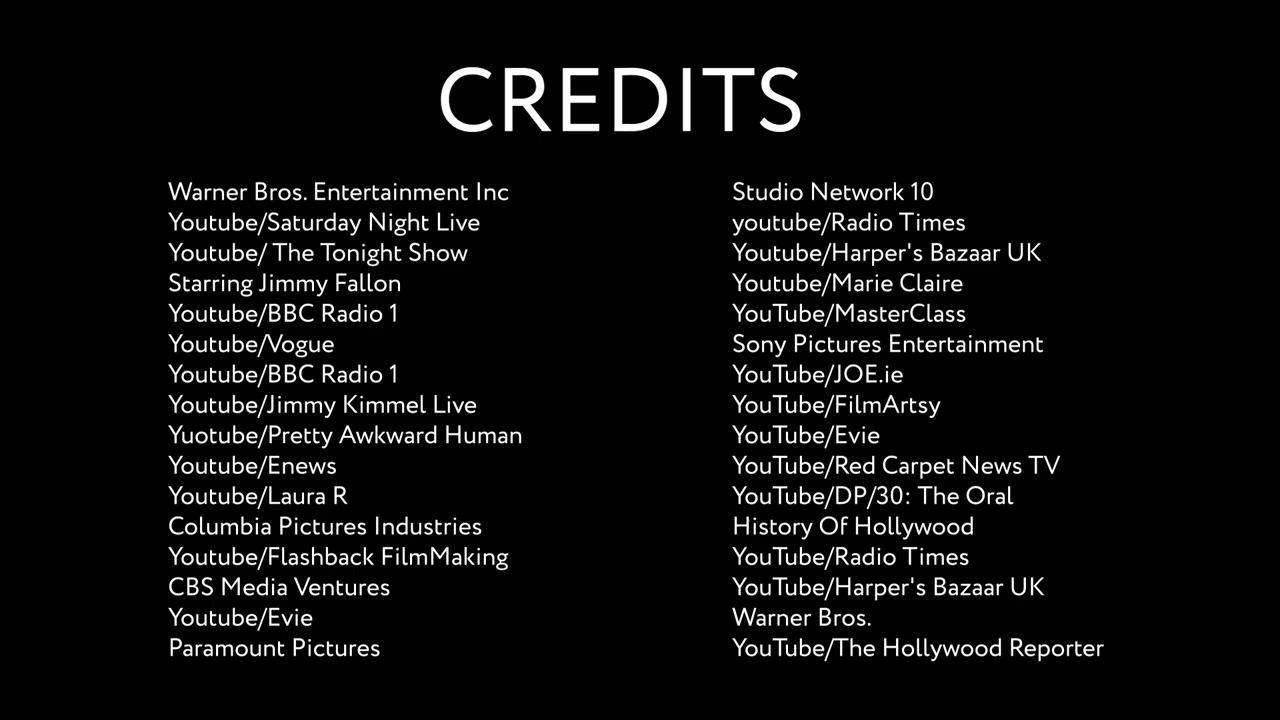 CREDITS
Warner Bros. Entertainment Inc
Youtube/Saturday Night Live
Youtube/ The Tonight Show
Starring Jimmy Fallon
Youtube/BBC Radio 1
Youtube/Vogue
Youtube/BBC Radio 1
Youtube/Jimmy Kimmel Live
Yuotube/Pretty Awkward Human
Youtube/Enews
Youtube/Laura R
Columbia Pictures Industries
Youtube/Flashback FilmMaking
CBS Media Ventures
Youtube/Evie
Paramount Pictures
Studio Network 10
youtube/Radio Times
Youtube/Harper's Bazaar UK
Youtube/Marie Claire
YouTube/MasterClass
Sony Pictures Entertainment
YouTube/JOE.ie
YouTube/FilmArtsy
YouTube/Evie
YouTube/Red Carpet News TV
YouTube/DP/30: The Oral
History Of Hollywood
YouTube/Radio Times
YouTube/Harper's Bazaar UK
Warner Bros.
YouTube/The Hollywood Reporter